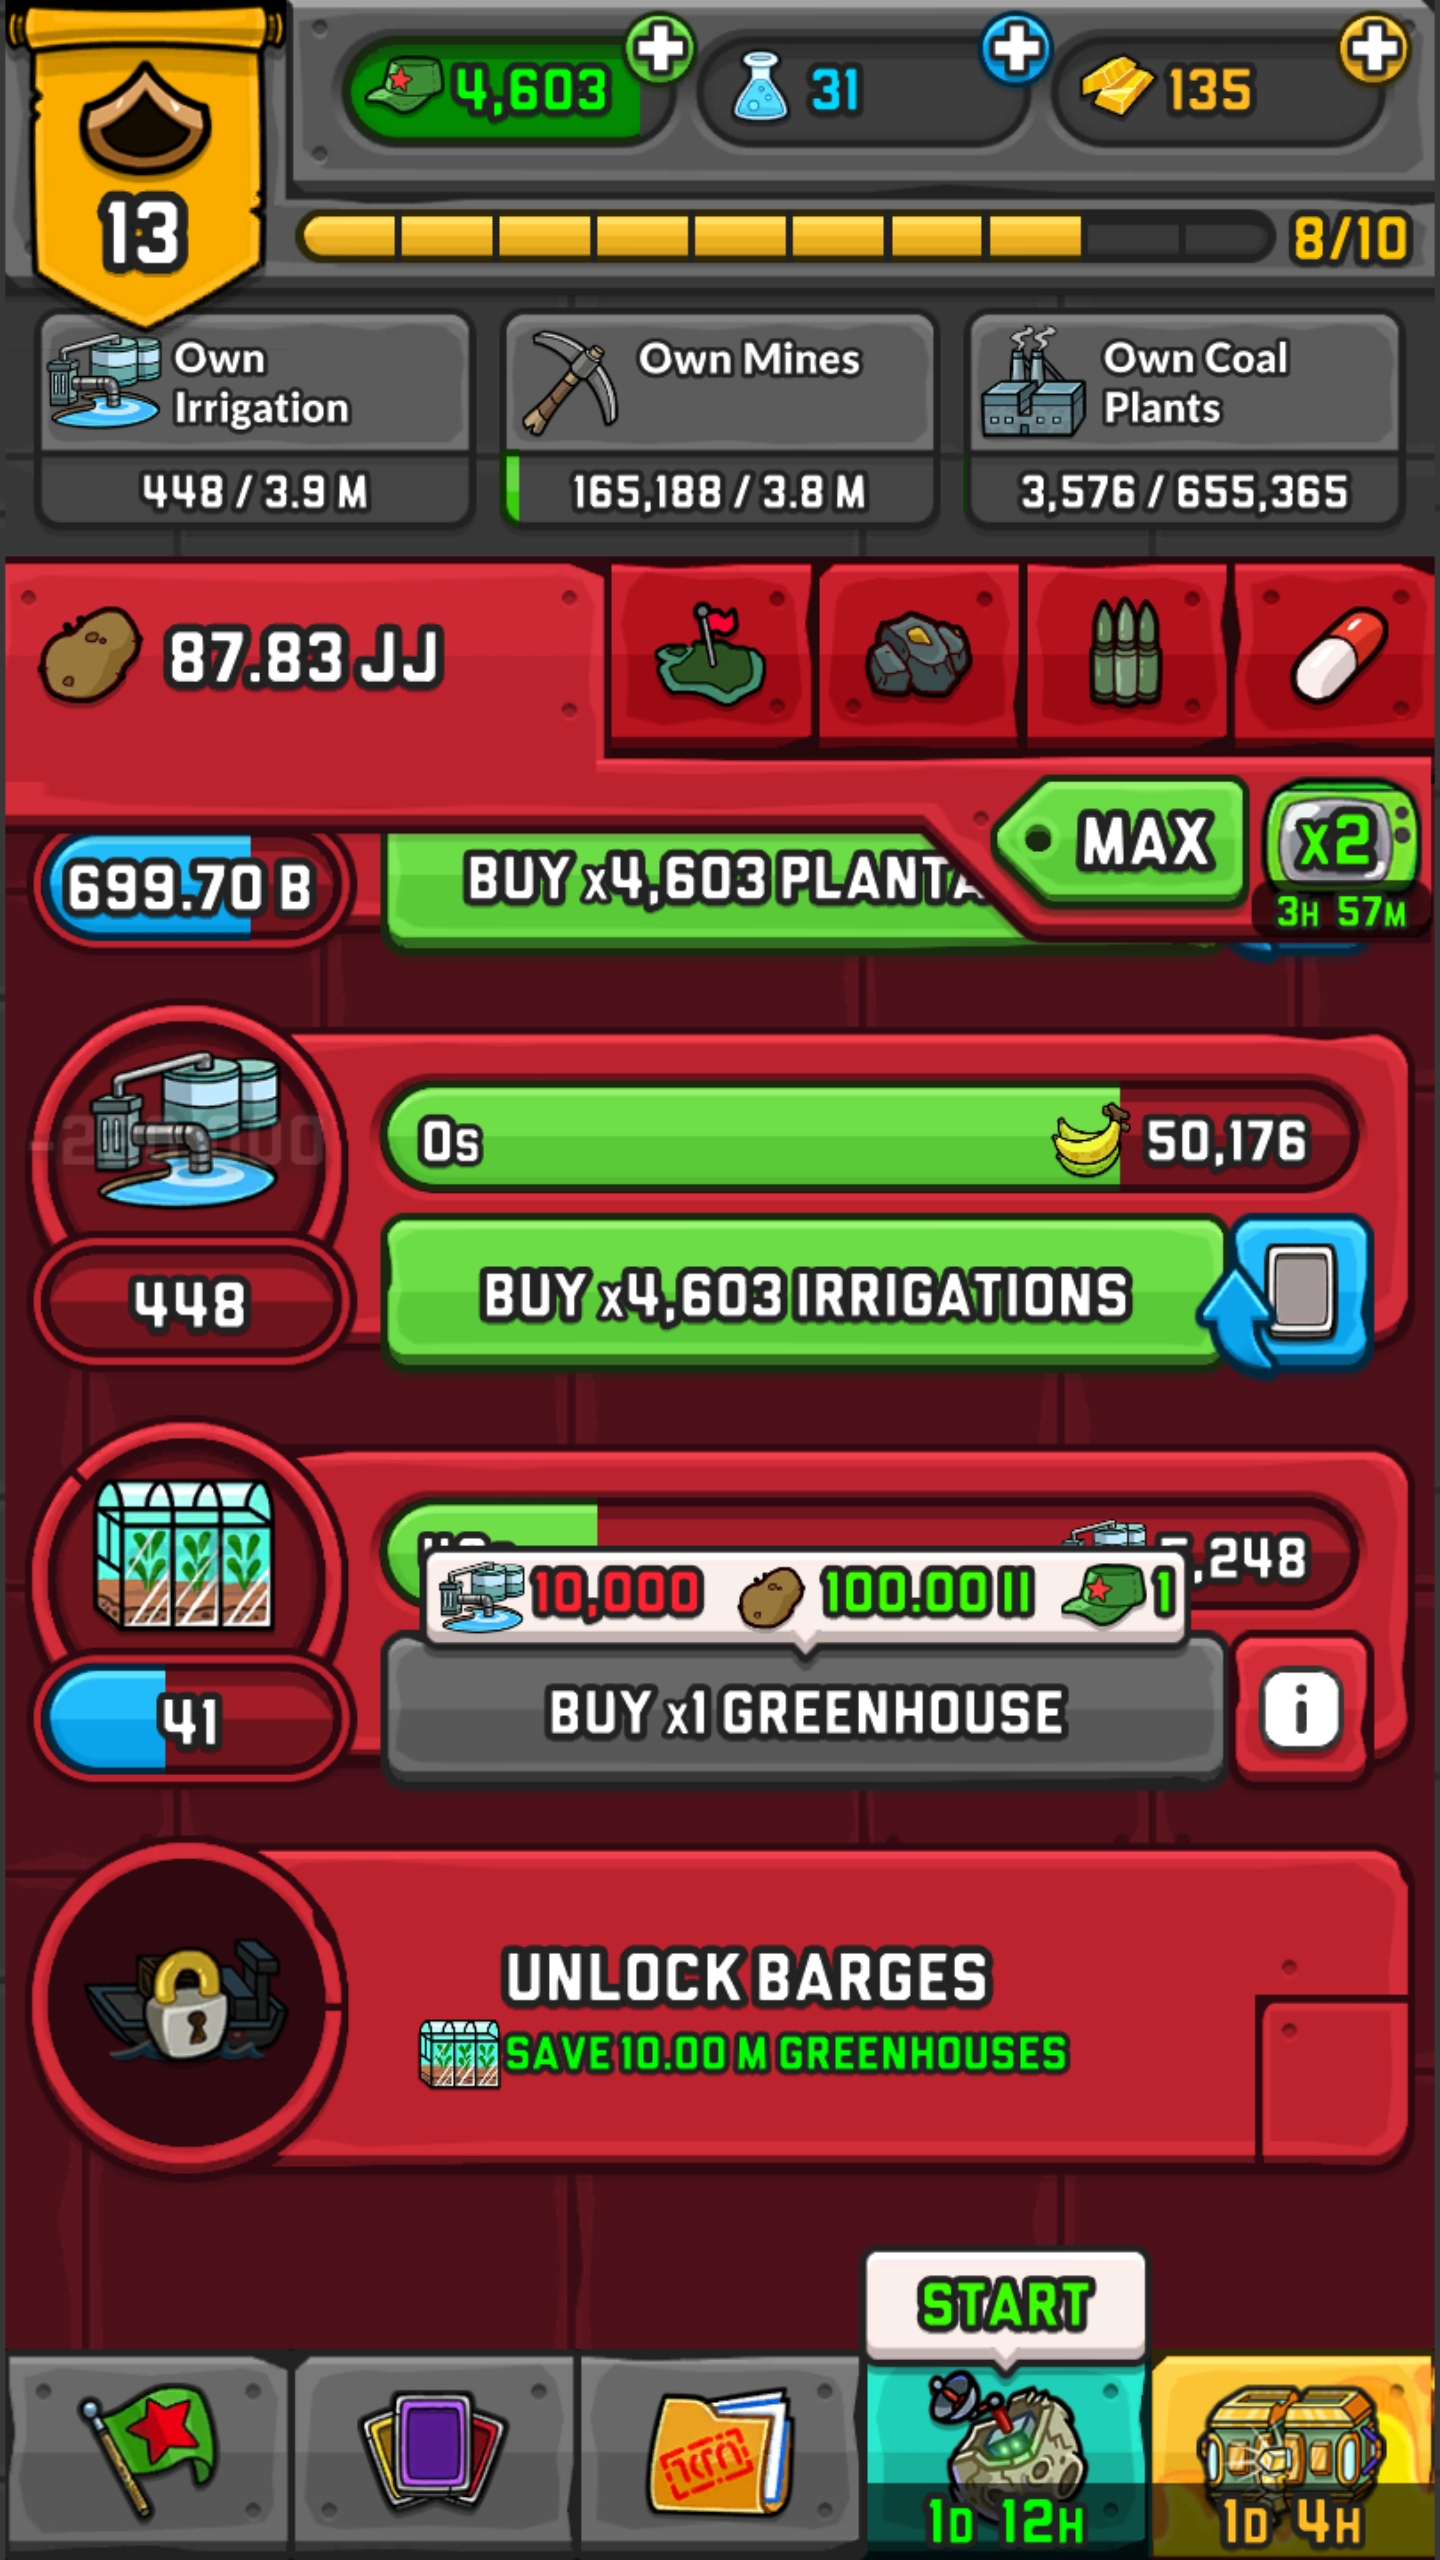 4,603
31
135
13
8/10
Own Irrigation
448 / 3.9 M
Own Mines
165,188 / 3.8 M
Own Coal Plants
3,576 / 655,365
87.83 JJ
MAX
x2
3H 57M
699.70 B
BUY x4,603
0s
50,176
448
BUY x4,603 IRRIGATIONS
,248
10,000
100.00 II
1
41
BUY x1 GREENHOUSE
i
UNLOCK BARGES
SAVE 10.00 M GREENHOUSES
START
1D 12H
1D 4H